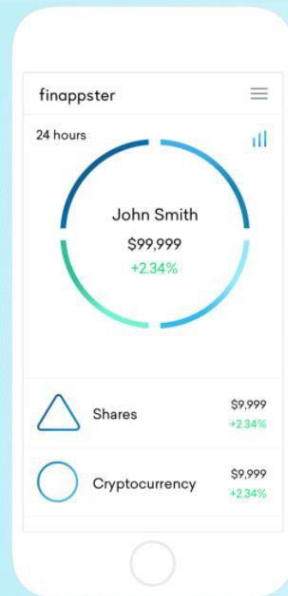 finappster
24 hours
John Smith
$99,999
+2.34%
Shares
$9,999
+2.34%
Cryptocurrency
$9,999
+2.34%